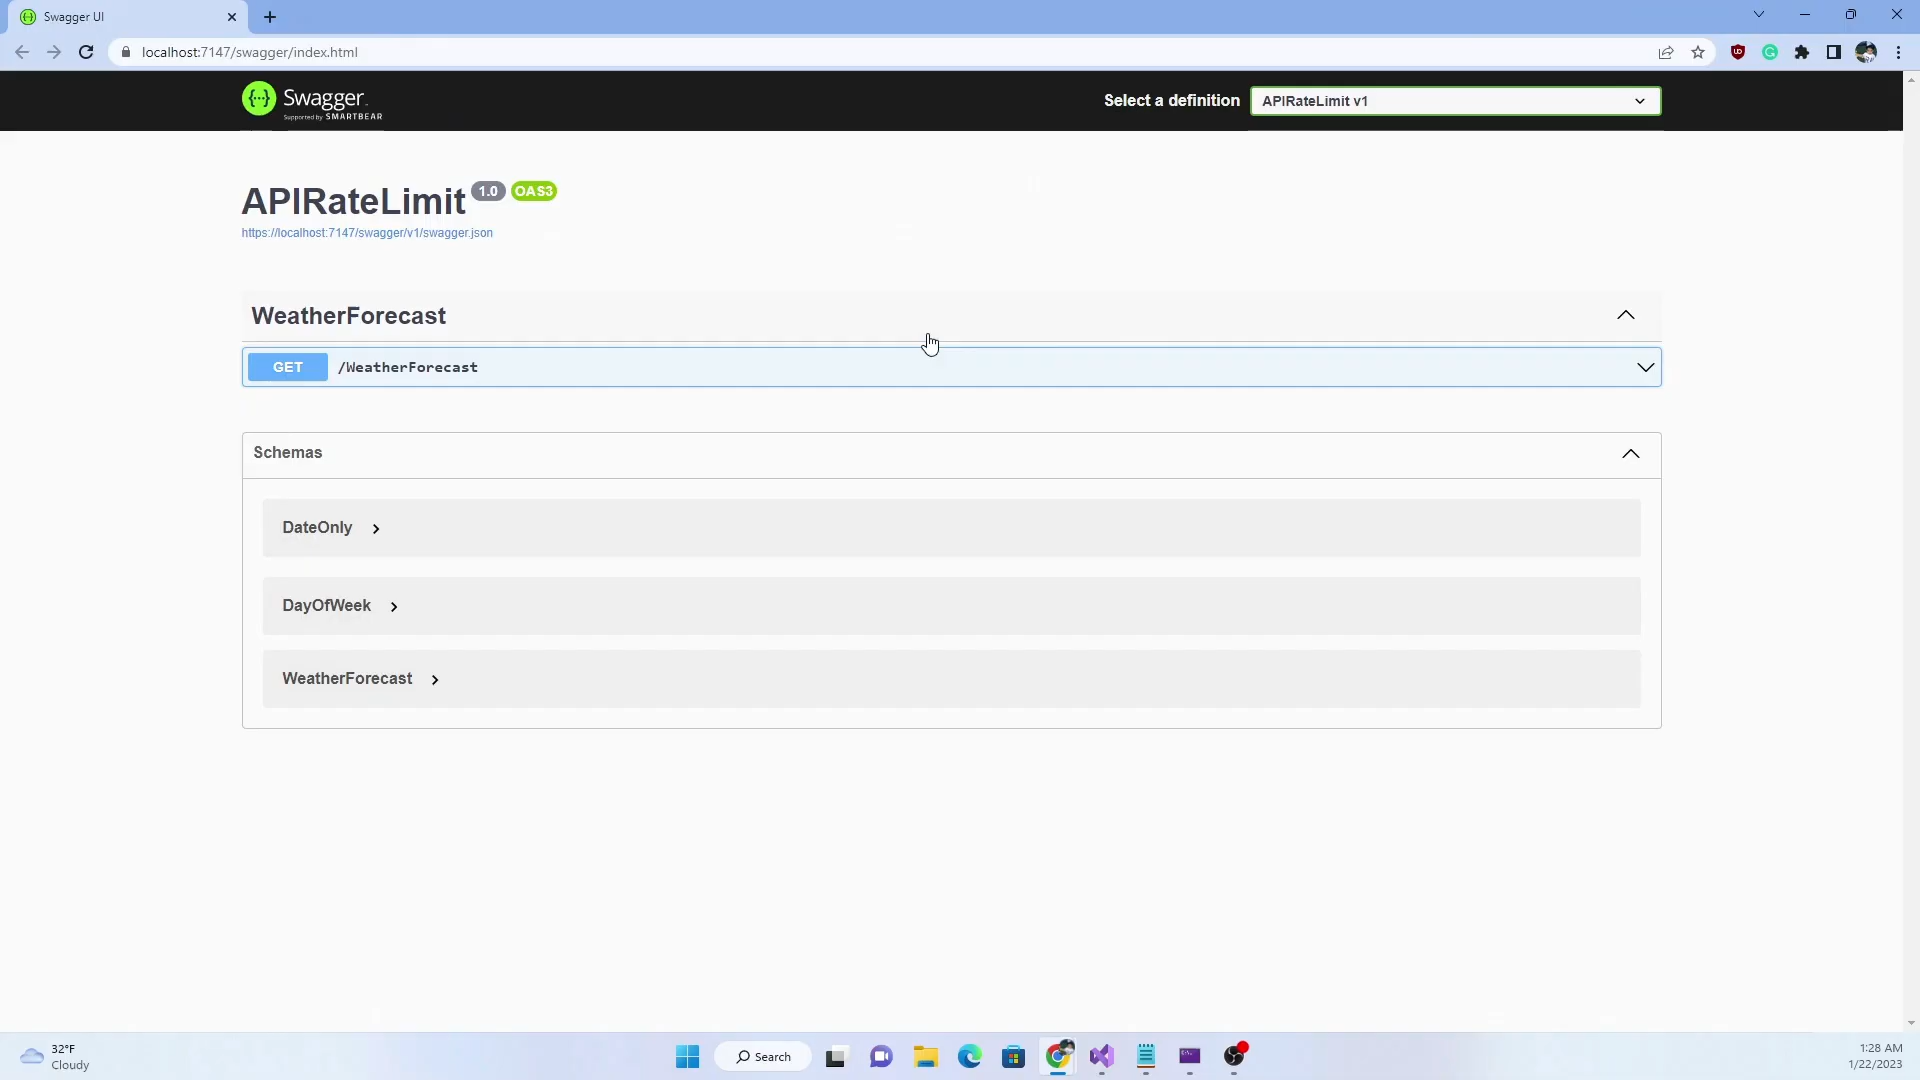 Swagger UI
localhost:7147/swagger/index.html
Swagger
Supported by SMARTBEAR
Select a definition
APIRateLimit v1
APIRateLimit 1.0 OAS3
https://localhost:7147/swagger/v1/swagger.json
WeatherForecast
GET /WeatherForecast
Schemas
DateOnly
DayOfWeek
WeatherForecast
32°F
Cloudy
Search
1:28 AM
1/22/2023